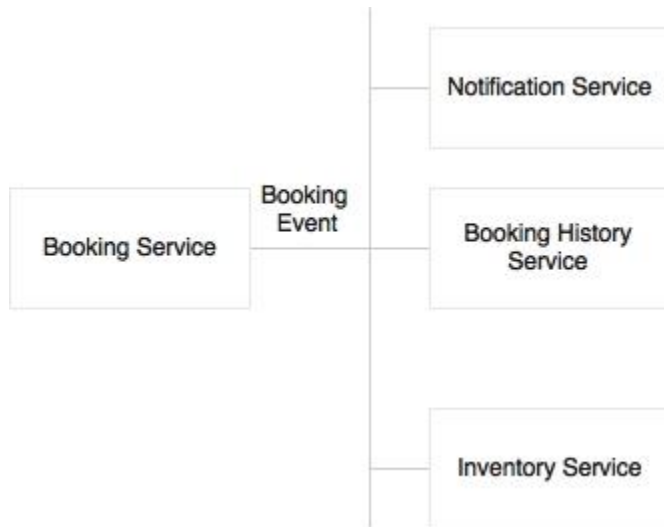 Notification Service
Booking
Event
Booking Service
Booking History
Service
Inventory Service